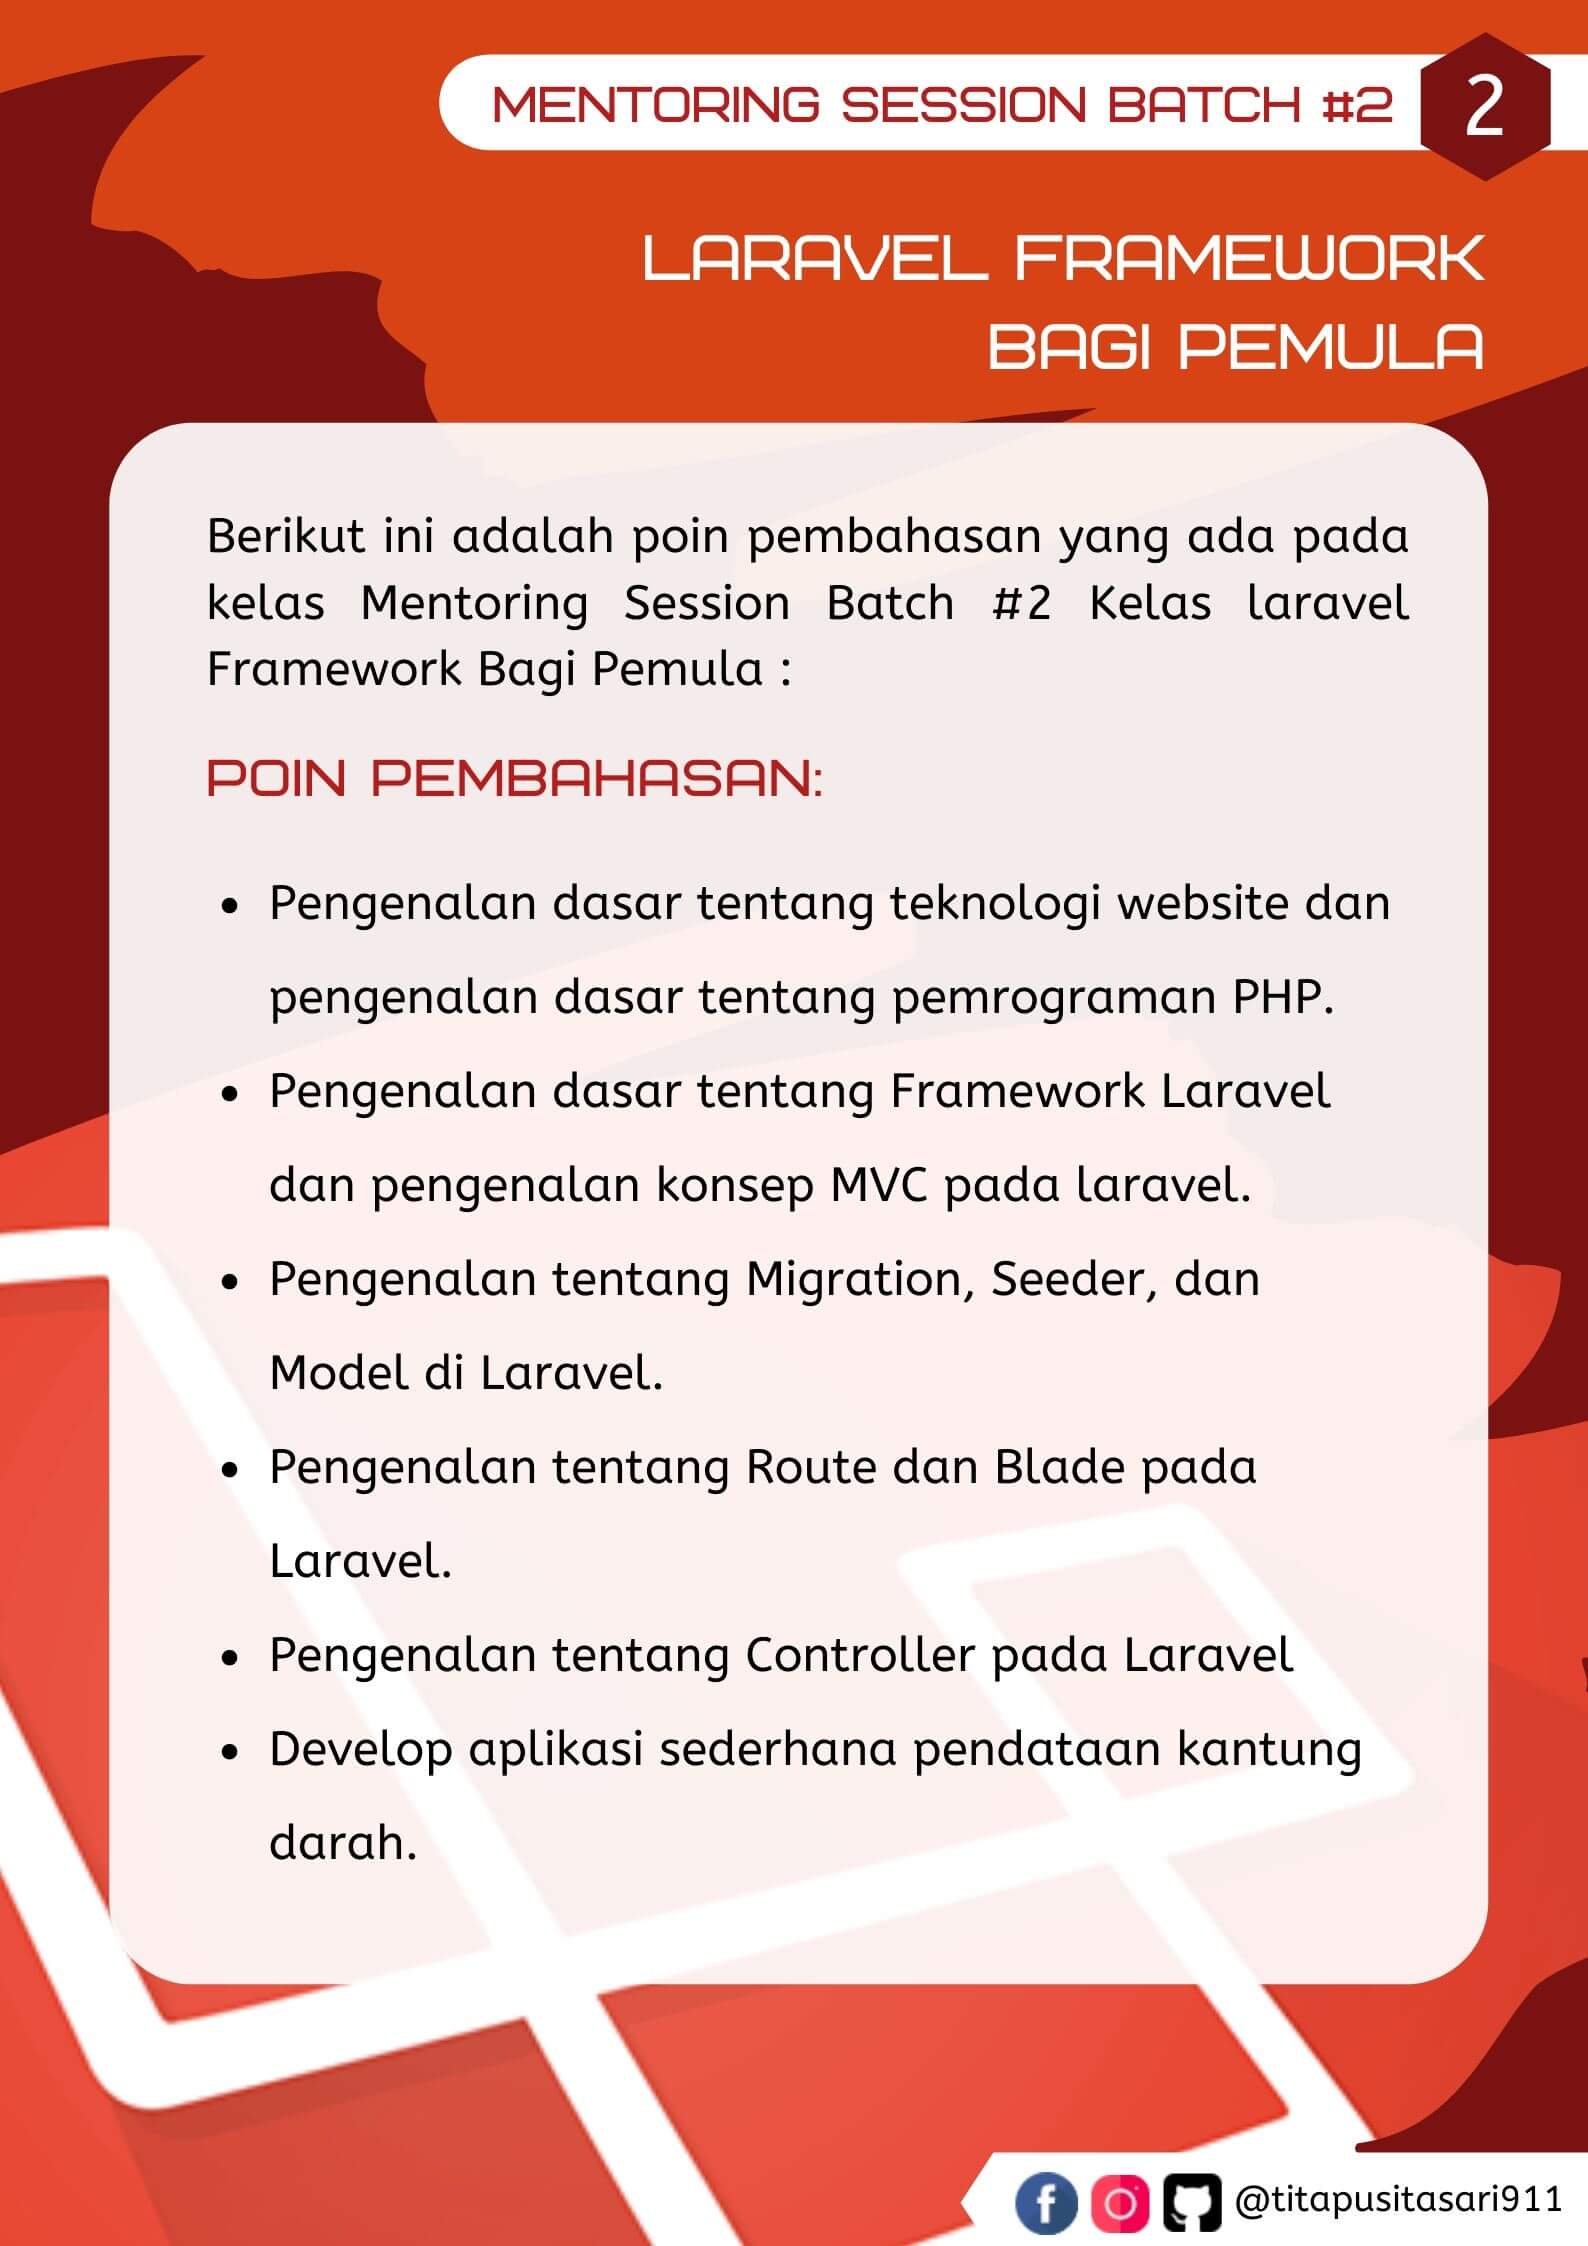 MENTORING SESSION BATCH #2
2
LARAVEL FRAMEWORK
BAGI PEMULA
Berikut ini adalah poin pembahasan yang ada pada
kelas Mentoring Session Batch #2 Kelas laravel
Framework Bagi Pemula :
POIN PEMBAHASAN:
• Pengenalan dasar tentang teknologi website dan
pengenalan dasar tentang pemrograman PHP.
• Pengenalan dasar tentang Framework Laravel
dan pengenalan konsep MVC pada laravel.
• Pengenalan tentang Migration, Seeder, dan
Model di Laravel.
• Pengenalan tentang Route dan Blade pada
Laravel.
• Pengenalan tentang Controller pada Laravel
• Develop aplikasi sederhana pendataan kantung
darah.
@titapusitasari911